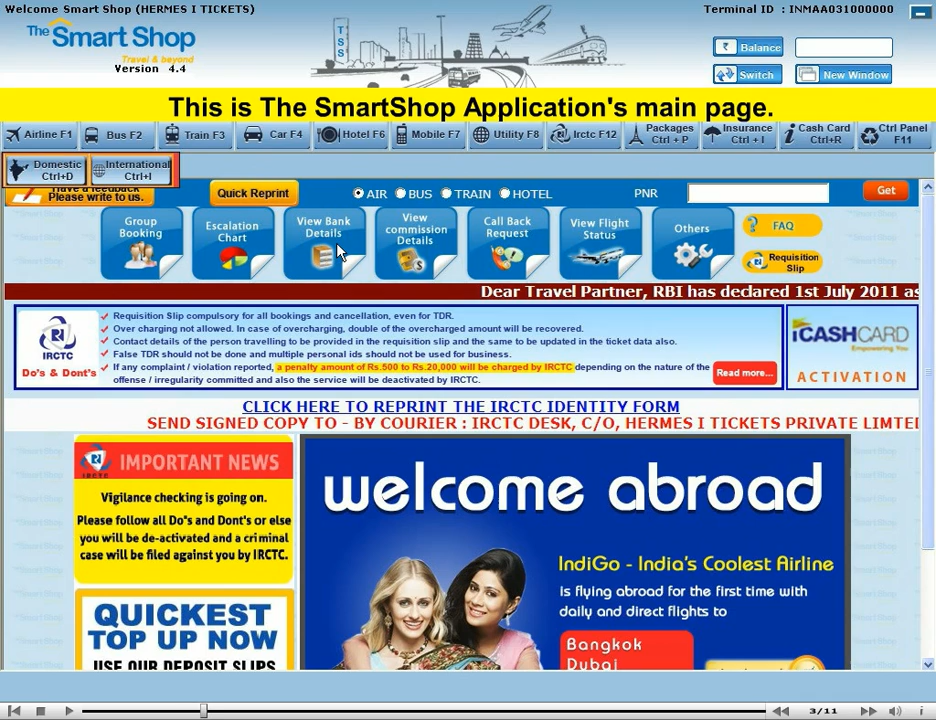 Welcome Smart Shop (HERMES I TICKETS)
Terminal ID : INMAA031000000
The Smart Shop
Travel & beyond
Version 4.4
TSS
Balance
Switch
New Window
This is The SmartShop Application's main page.
Airline F1
Bus F2
Train F3
Car F4
Hotel F6
Mobile F7
Utility F8
Irctc F12
Packages
Ctrl + P
Insurance
Ctrl + I
Cash Card
Ctrl+R
Ctrl Panel
F11
Domestic
Ctrl+D
International
Ctrl+I
Have a feedback
Please write to us.
Quick Reprint
AIR
BUS
TRAIN
HOTEL
PNR
Get
Group
Booking
Escalation
Chart
View Bank
Details
View
commission
Details
Call Back
Request
View Flight
Status
Others
FAQ
Requisition
Slip
Dear Travel Partner, RBI has declared 1st July 2011 as
IRCTC
Do's & Dont's
Requisition Slip compulsory for all bookings and cancellation, even for TDR.
Over charging not allowed. In case of overcharging, double of the overcharged amount will be recovered.
Contact details of the person travelling to be provided in the requisition slip and the same to be updated in the ticket data also.
False TDR should not be done and multiple personal ids should not be used for business.
If any complaint / violation reported, a penalty amount of Rs.500 to Rs.20,000 will be charged by IRCTC depending on the nature of the
offense / irregularity committed and also the service will be deactivated by IRCTC.
Read more...
iCASHCARD
Empowering You
ACTIVATION
CLICK HERE TO REPRINT THE IRCTC IDENTITY FORM
SEND SIGNED COPY TO - BY COURIER : IRCTC DESK, C/O, HERMES I TICKETS PRIVATE LIMTE
IRCTC
IMPORTANT NEWS
Vigilance checking is going on.
Please follow all Do"s and Dont's or else
you will be de-activated and a criminal
case will be filed against you by IRCTC.
QUICKEST
TOP UP NOW
USE OUR DEPOSIT SLIPS
welcome abroad
IndiGo - India's Coolest Airline
is flying abroad for the first time with
daily and direct flights to
Bangkok
Dubai
3/11